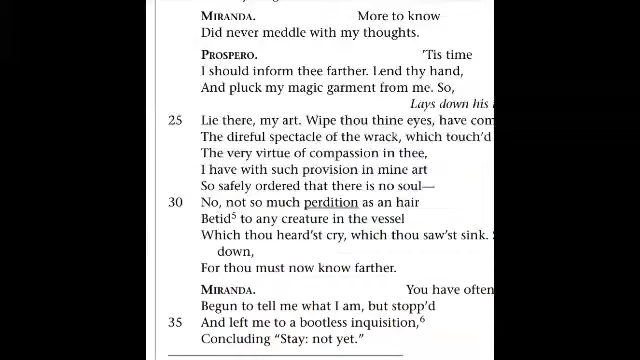 MIRANDA. More to know
Did never meddle with my thoughts.
PROSPERO. 'Tis time
I should inform thee farther. Lend thy hand,
And pluck my magic garment from me. So,
Lays down his
25 Lie there, my art. Wipe thou thine eyes, have com
The direful spectacle of the wrack, which touch'd
The very virtue of compassion in thee,
I have with such provision in mine art
So safely ordered that there is no soul—
30 No, not so much perdition as an hair
Betid⁵ to any creature in the vessel
Which thou heard'st cry, which thou saw'st sink.
down,
For thou must now know farther.
MIRANDA. You have often
Begun to tell me what I am, but stopp'd
35 And left me to a bootless inquisition,⁶
Concluding “Stay: not yet.”